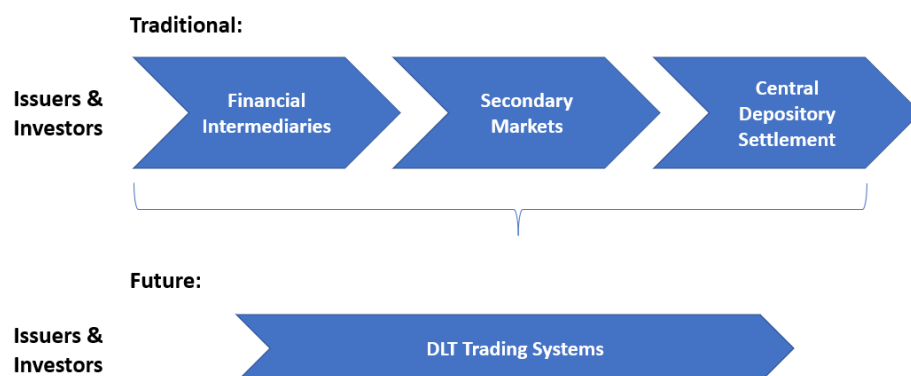 Traditional:
Issuers &
Investors
Financial
Intermediaries
Secondary
Markets
Central
Depository
Settlement
Future:
Issuers &
Investors
DLT Trading Systems